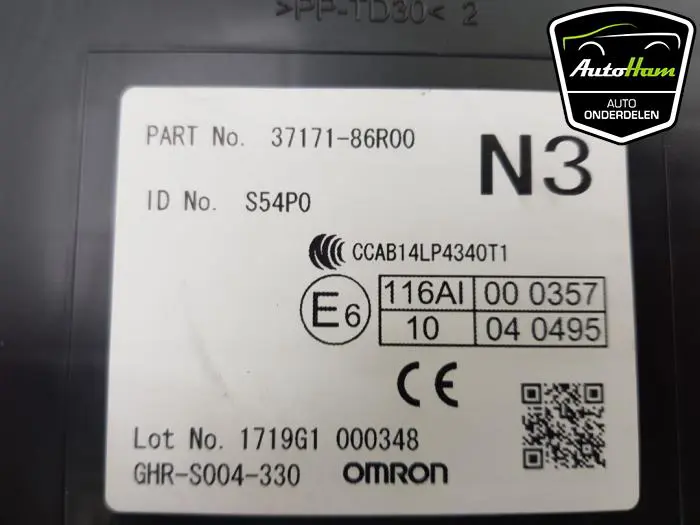 >PP-TD30< 2
AutoHam
AUTO
ONDERDELEN
PART No. 37171-86R00
N3
ID No. S54P0
CCAB14LP4340T1
E6
116AI 00 0357
10 04 0495
CE
Lot No. 1719G1 000348
GHR-S004-330 OMRON